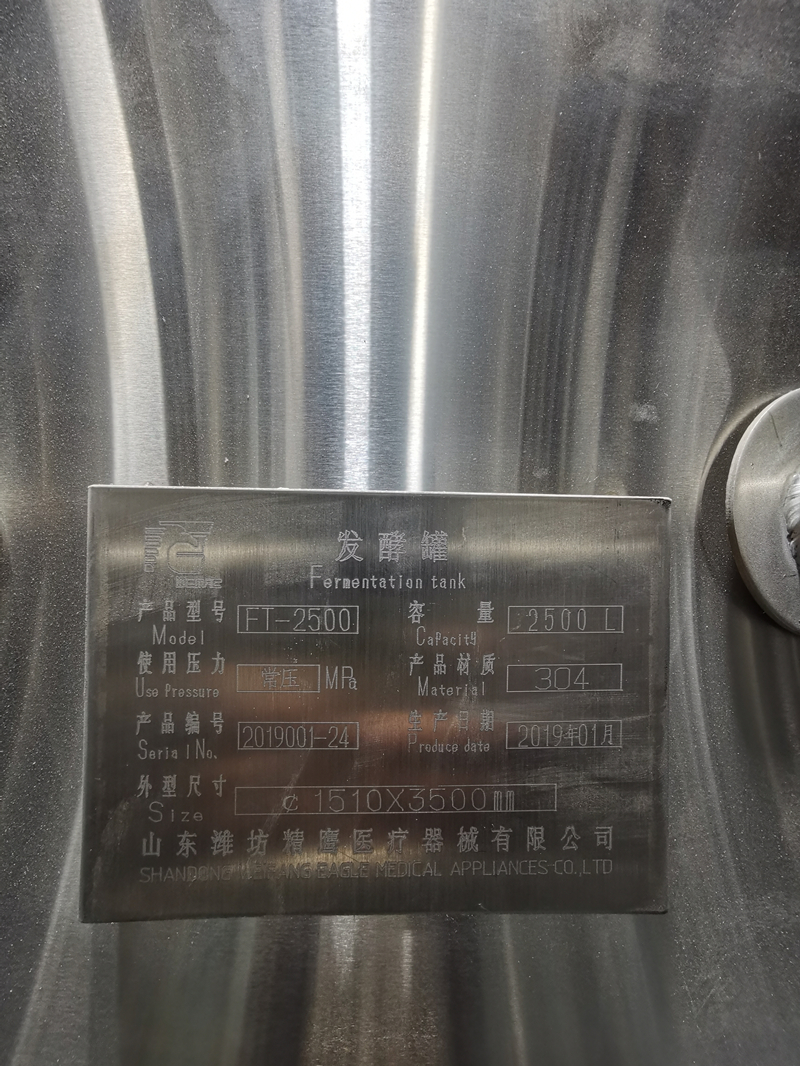 发酵罐
Fermentation tank
产品型号 FT-2500 容量 2500 L
Model Capacity
使用压力 常压 MPa 产品材质 304
Use Pressure Material
产品编号 2019001-24 生产日期 2019年01月
Serial No. Produce date
外型尺寸 ¢1510X3500mm
Size
山东潍坊精鹰医疗器械有限公司
SHANDONG WEIFANG EAGLE MEDICAL APPLIANCES CO.,LTD